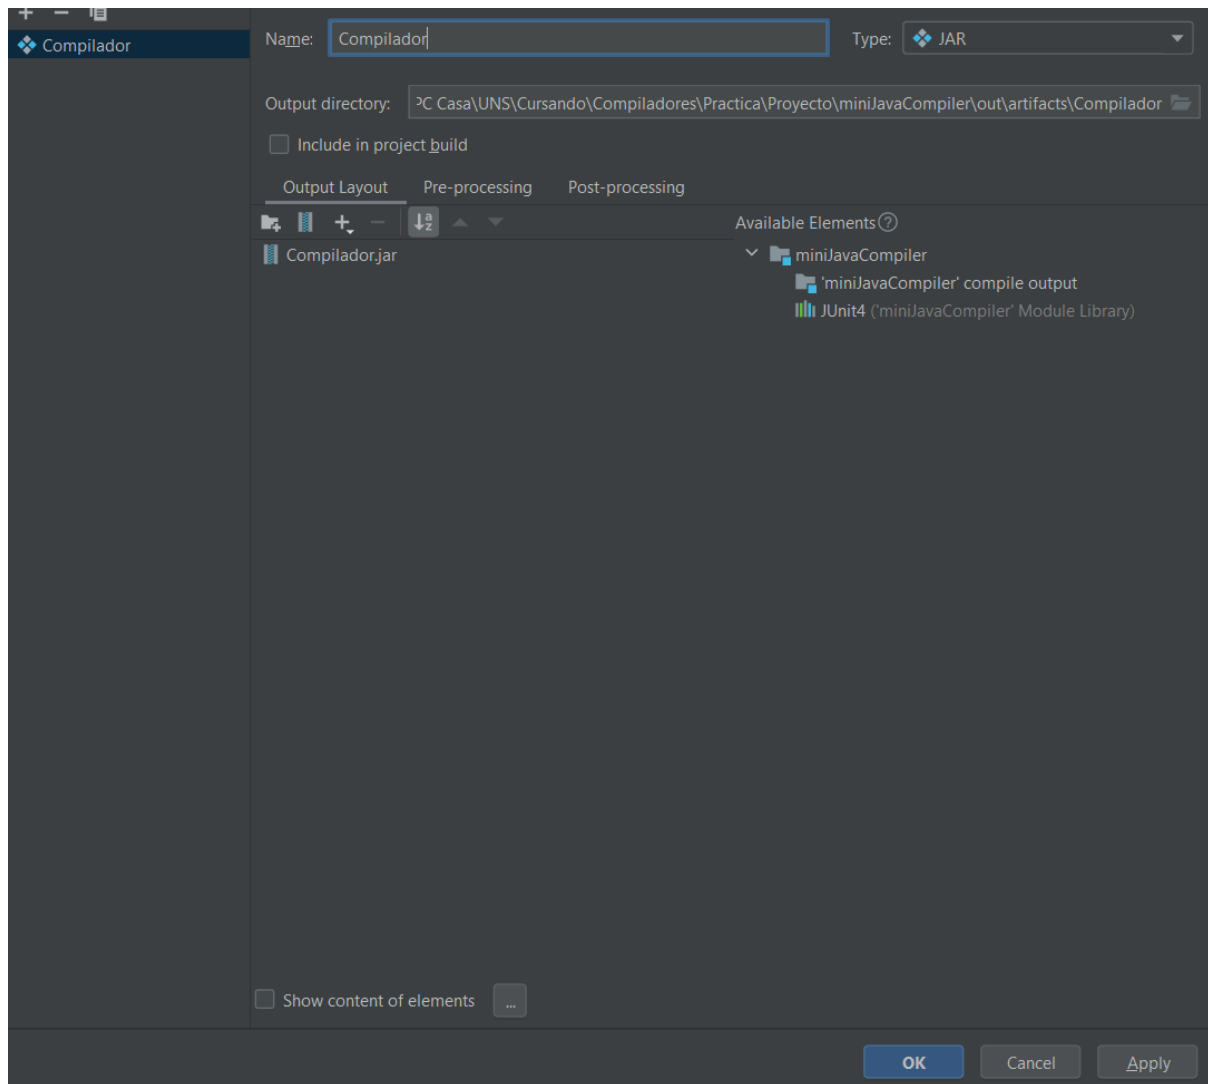 Compilador
Name: Compilador
Type: JAR
Output directory: PC Casa\UNS\Cursando\Compiladores\Practica\Proyecto\miniJavaCompiler\out\artifacts\Compilador
Include in project build
Output Layout Pre-processing Post-processing
Available Elements
Compilador.jar
miniJavaCompiler
'miniJavaCompiler' compile output
JUnit4 ('miniJavaCompiler' Module Library)
Show content of elements ...
OK Cancel Apply